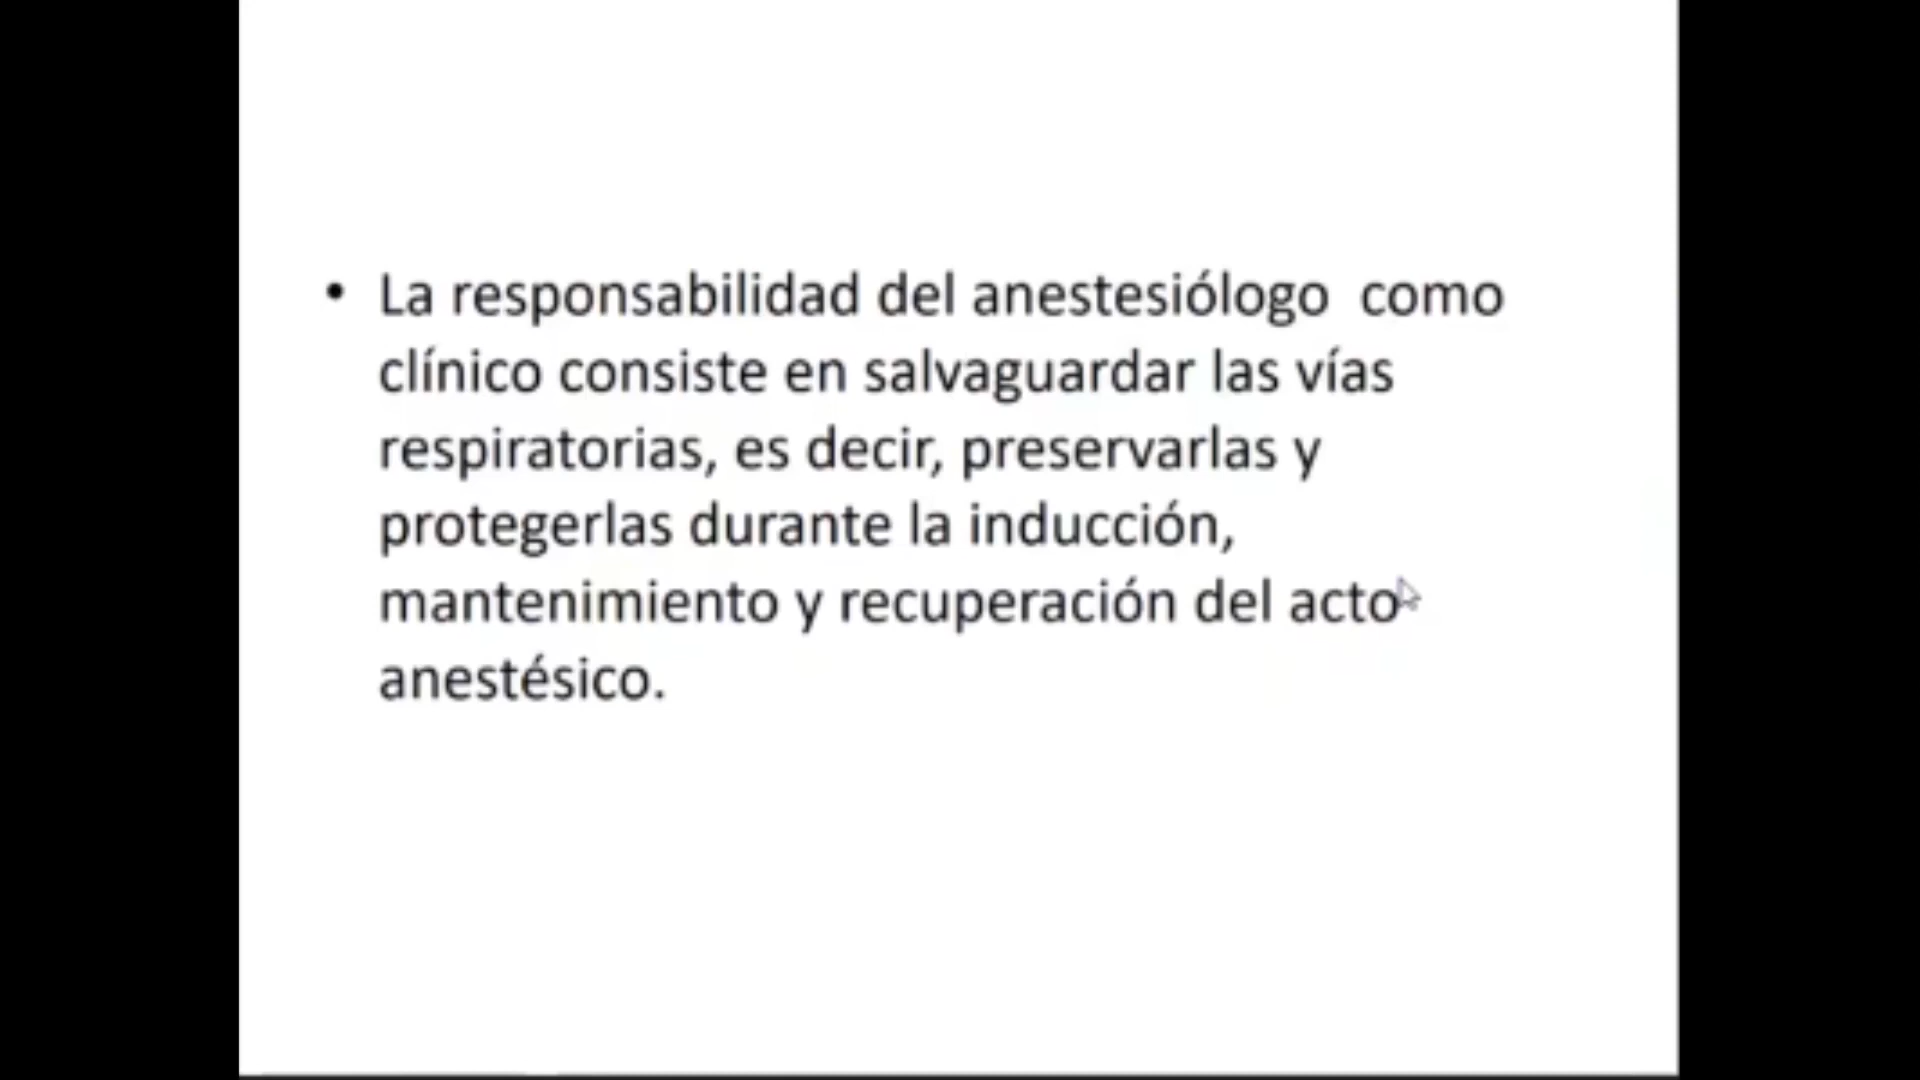 • La responsabilidad del anestesiólogo  como
clínico consiste en salvaguardar las vías
respiratorias, es decir, preservarlas y
protegerlas durante la inducción,
mantenimiento y recuperación del acto
anestésico.